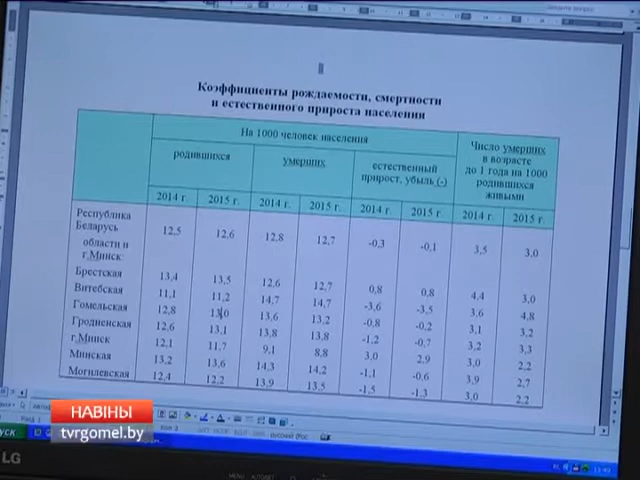 Коэффициенты рождаемости, смертности
и естественного прироста населения
На 1000 человек населения
Число умерших
в возрасте
до 1 года на 1000
родившихся
живыми
родившихся
умерших
естественный
прирост, убыль (-)
2014 г. 2015 г. 2014 г. 2015 г. 2014 г. 2015 г. 2014 г. 2015 г.
Республика
Беларусь 12,5 12,6 12,8 12,7 -0,3 -0,1 3,5 3,0
области и
г.Минск:
Брестская 13,4 13,5 12,6 12,7 0,8 0,8 4,4 3,0
Витебская 11,1 11,2 14,7 14,7 -3,6 -3,5 3,6 4,8
Гомельская 12,8 13,0 13,6 13,2 -0,8 -0,2 3,1 3,2
Гродненская 12,6 13,1 13,8 13,8 -1,2 -0,7 3,2 3,3
г.Минск 12,1 11,7 9,1 8,8 3,0 2,9 3,0 2,2
Минская 13,2 13,6 14,3 14,2 -1,1 -0,6 3,9 2,7
Могилевская 12,4 12,2 13,9 13,5 -1,5 -1,3 3,0 2,2
НАВІНЫ
tvrgomel.by
LG